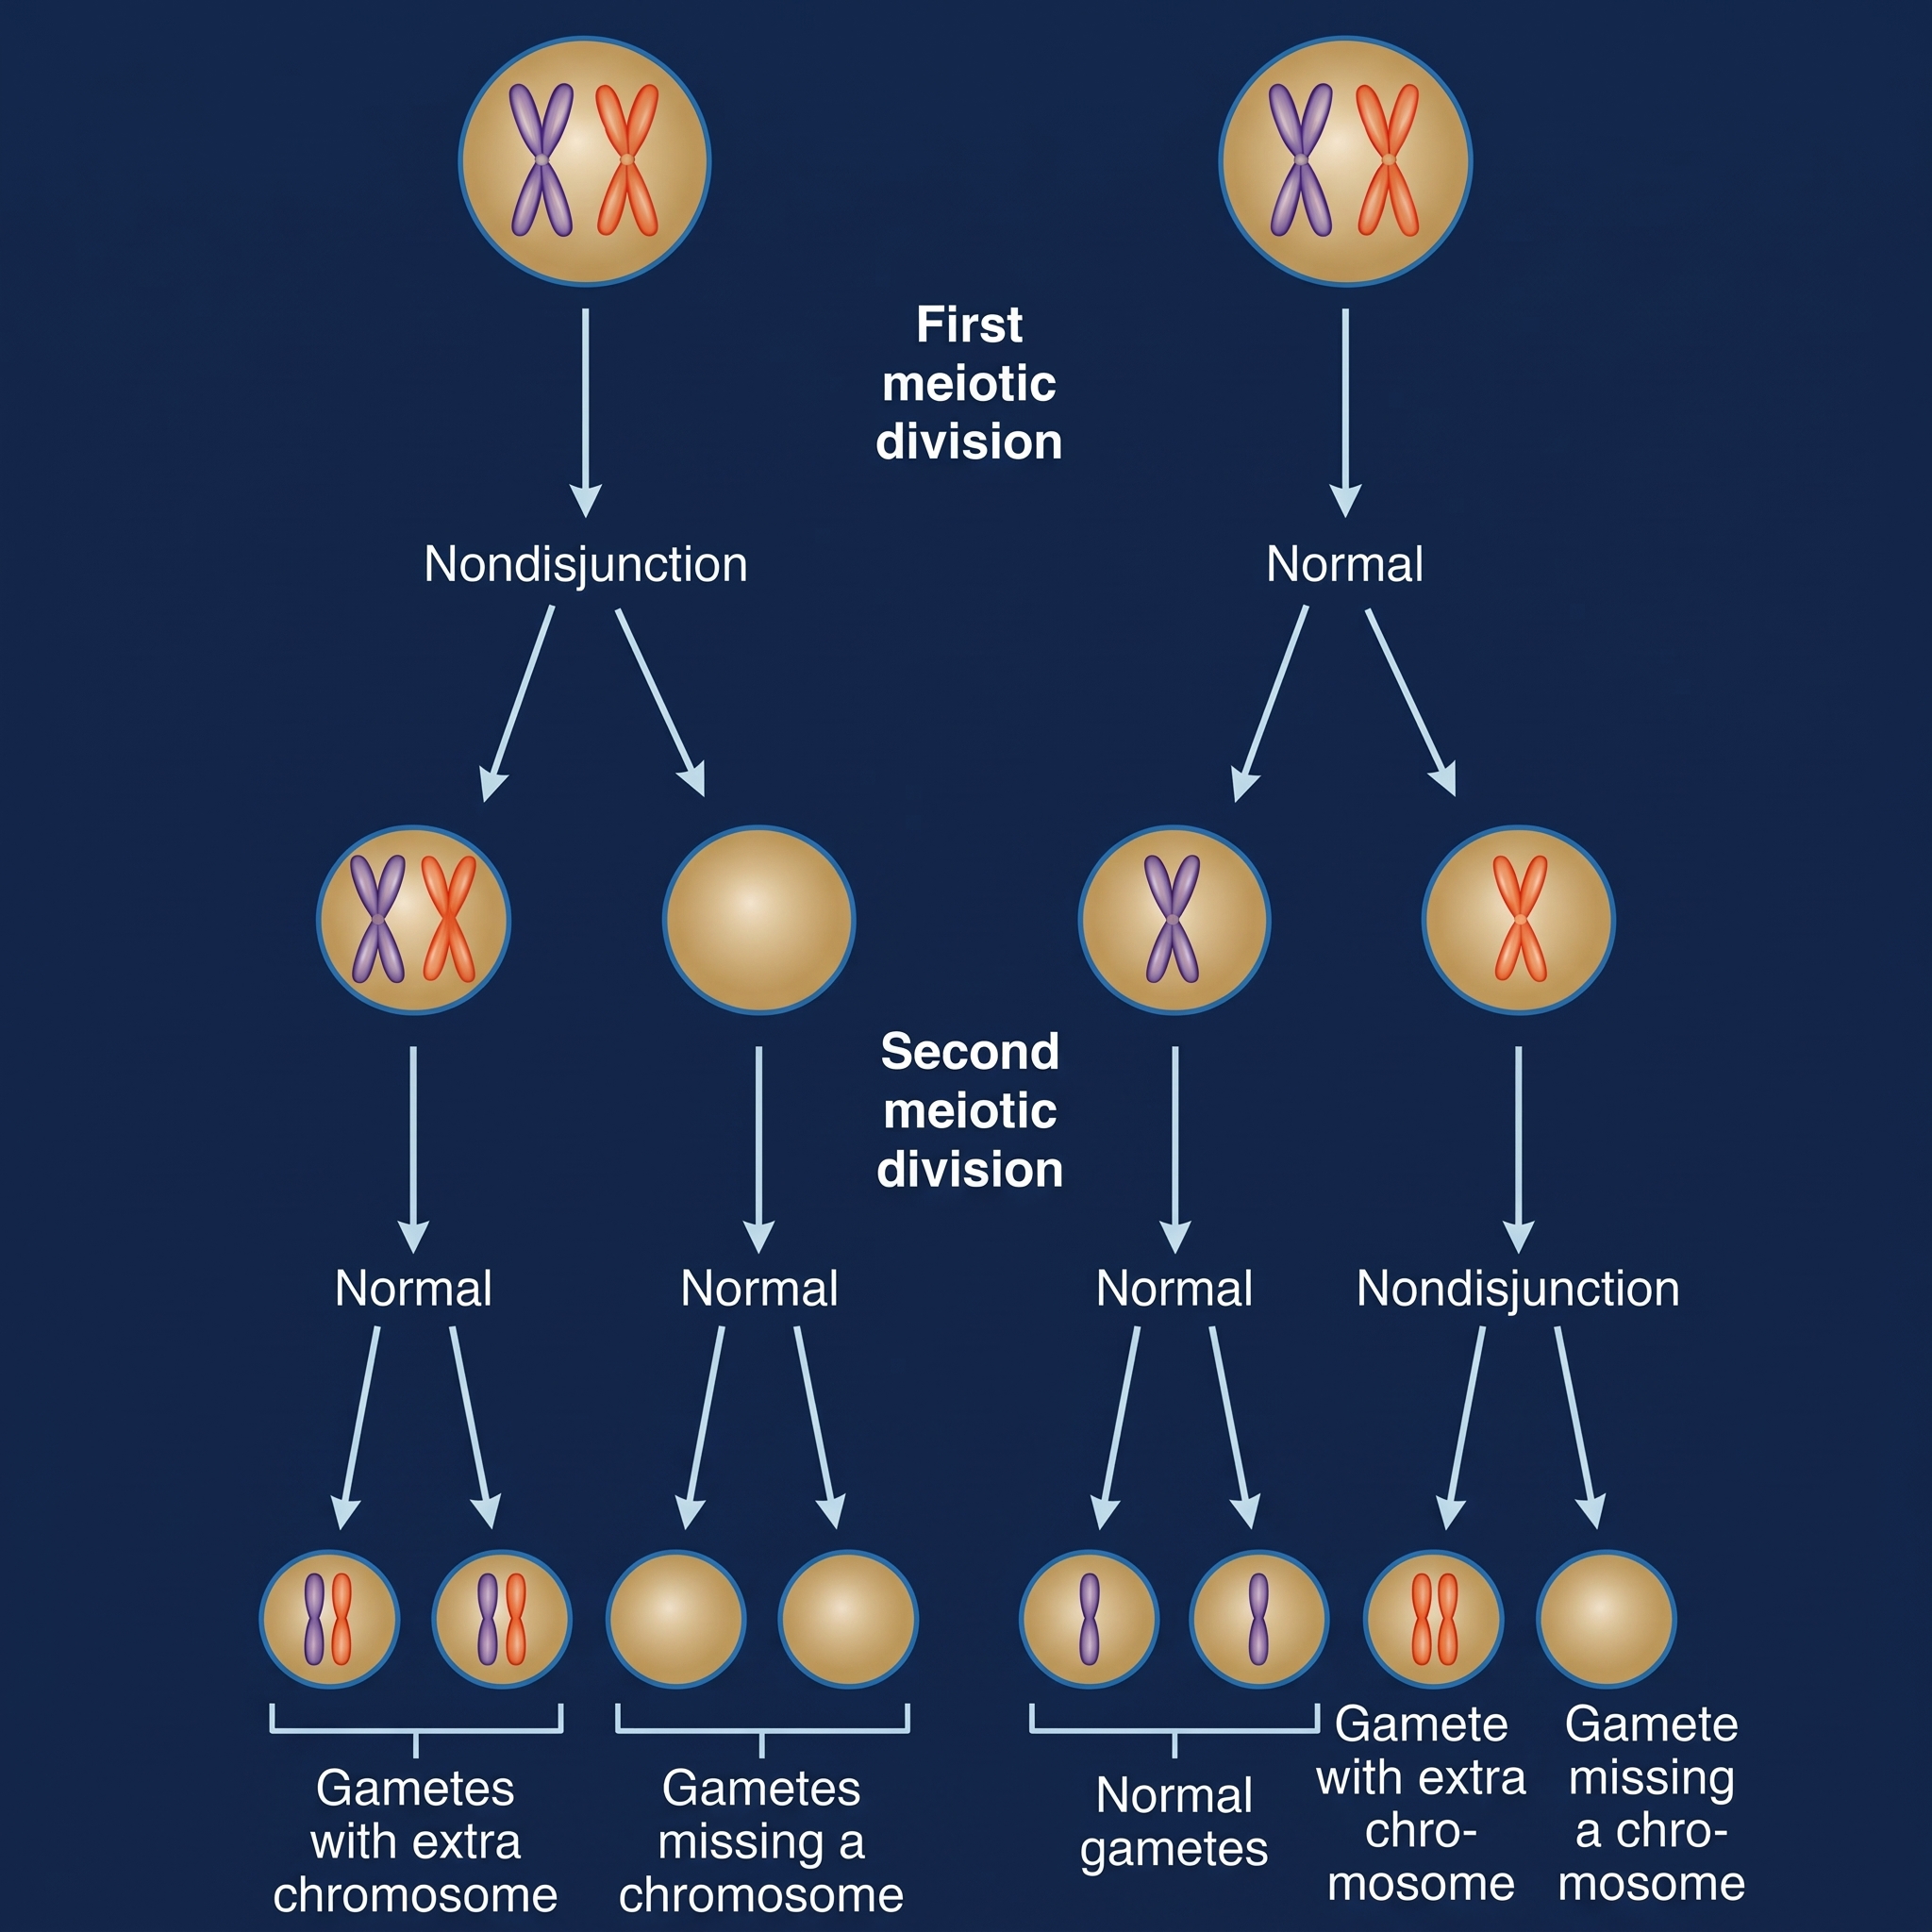 First
meiotic
division
Nondisjunction
Normal
Second
meiotic
division
Normal
Normal
Normal
Nondisjunction
Gametes
with extra
chromosome
Gametes
missing a
chromosome
Normal
gametes
Gamete
with extra
chro-
mosome
Gamete
missing
a chro-
mosome